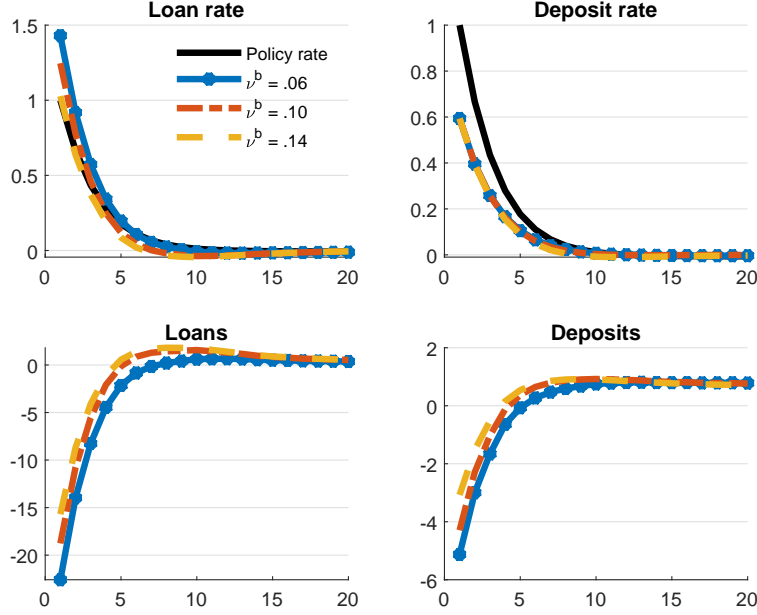 Loan rate
1.5
1
0.5
0
0 5 10 15 20
Policy rate
ν^b = .06
ν^b = .10
ν^b = .14
Deposit rate
1
0.8
0.6
0.4
0.2
0
0 5 10 15 20
Loans
0
-5
-10
-15
-20
0 5 10 15 20
Deposits
2
0
-2
-4
-6
0 5 10 15 20